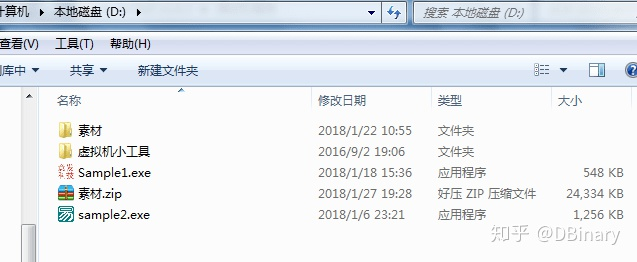 计算机 ▸ 本地磁盘 (D:) ▸ 搜索 本地磁盘 (D:)
查看(V) 工具(T) 帮助(H)
库中 共享 新建文件夹
名称 修改日期 类型 大小
素材 2018/1/22 10:55 文件夹
虚拟机小工具 2016/9/2 19:06 文件夹
Sample1.exe 2018/1/18 15:36 应用程序 548 KB
素材.zip 2018/1/27 19:28 好压 ZIP 压缩文件 24,334 KB
sample2.exe 2018/1/6 23:21 应用程序 1,256 KB
知乎 @DBinary